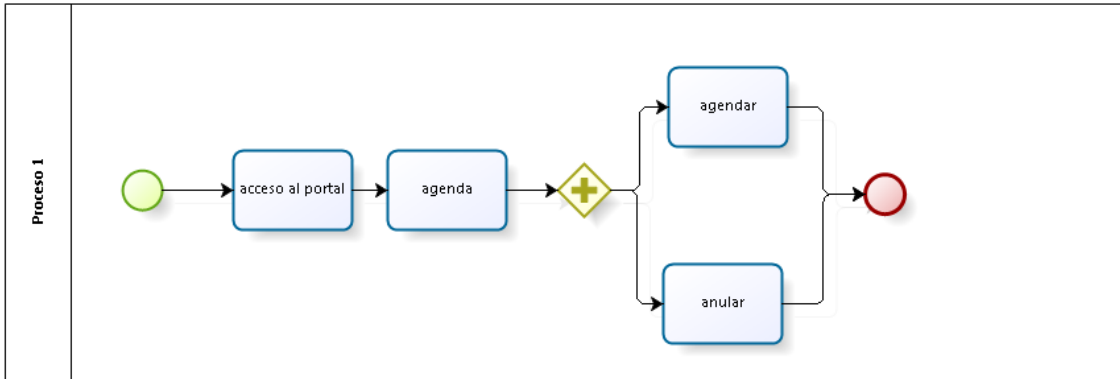 Proceso 1
acceso al portal
agenda
agendar
anular